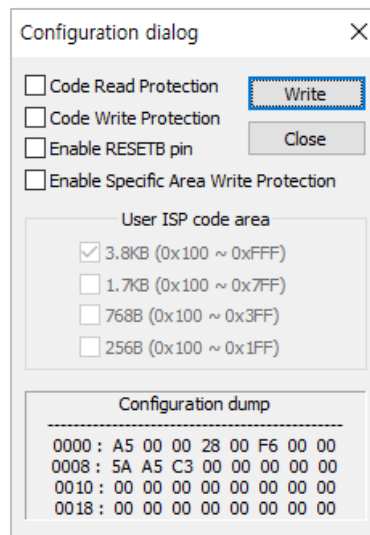 Configuration dialog
Code Read Protection
Write
Code Write Protection
Close
Enable RESETB pin
Enable Specific Area Write Protection
User ISP code area
3.8KB (0x100 ~ 0xFFF)
1.7KB (0x100 ~ 0x7FF)
768B (0x100 ~ 0x3FF)
256B (0x100 ~ 0x1FF)
Configuration dump
--------------------------------------------------
0000 : A5 00 00 28 00 F6 00 00
0008 : 5A A5 C3 00 00 00 00 00
0010 : 00 00 00 00 00 00 00 00
0018 : 00 00 00 00 00 00 00 00